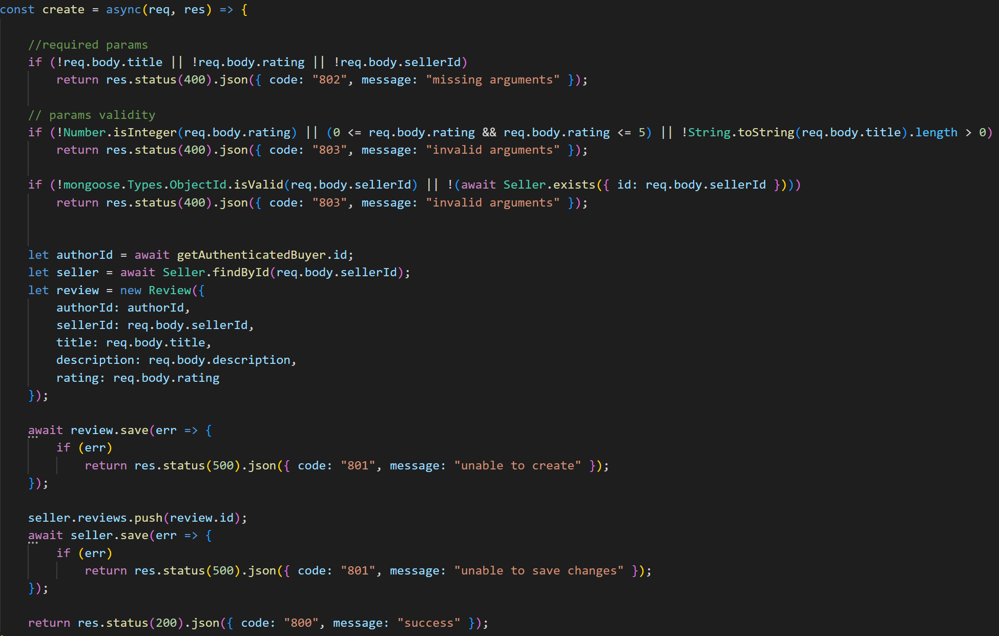 const create = async(req, res) => {
//required params
if (!req.body.title || !req.body.rating || !req.body.sellerId)
return res.status(400).json({ code: "802", message: "missing arguments" });
// params validity
if (!Number.isInteger(req.body.rating) || (0 <= req.body.rating && req.body.rating <= 5) || !String.toString(req.body.title).length > 0)
return res.status(400).json({ code: "803", message: "invalid arguments" });
if (!mongoose.Types.ObjectId.isValid(req.body.sellerId) || !(await Seller.exists({ id: req.body.sellerId })))
return res.status(400).json({ code: "803", message: "invalid arguments" });
let authorId = await getAuthenticatedBuyer.id;
let seller = await Seller.findById(req.body.sellerId);
let review = new Review({
authorId: authorId,
sellerId: req.body.sellerId,
title: req.body.title,
description: req.body.description,
rating: req.body.rating
});
await review.save(err => {
if (err)
return res.status(500).json({ code: "801", message: "unable to create" });
});
seller.reviews.push(review.id);
await seller.save(err => {
if (err)
return res.status(500).json({ code: "801", message: "unable to save changes" });
});
return res.status(200).json({ code: "800", message: "success" });